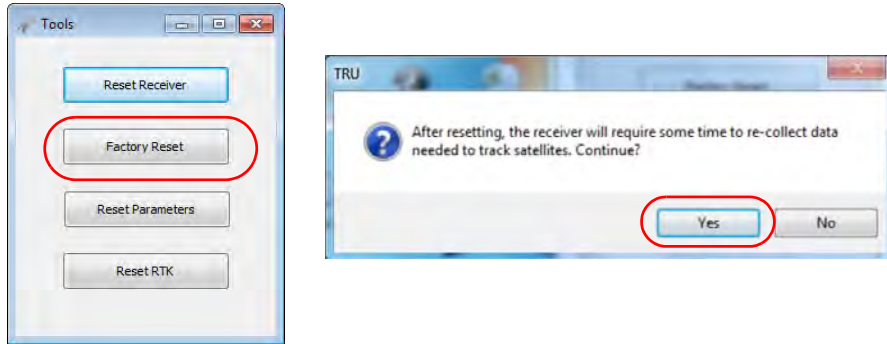 Tools
Reset Receiver
Factory Reset
Reset Parameters
Reset RTK
TRU
After resetting, the receiver will require some time to re-collect data
needed to track satellites. Continue?
Yes
No